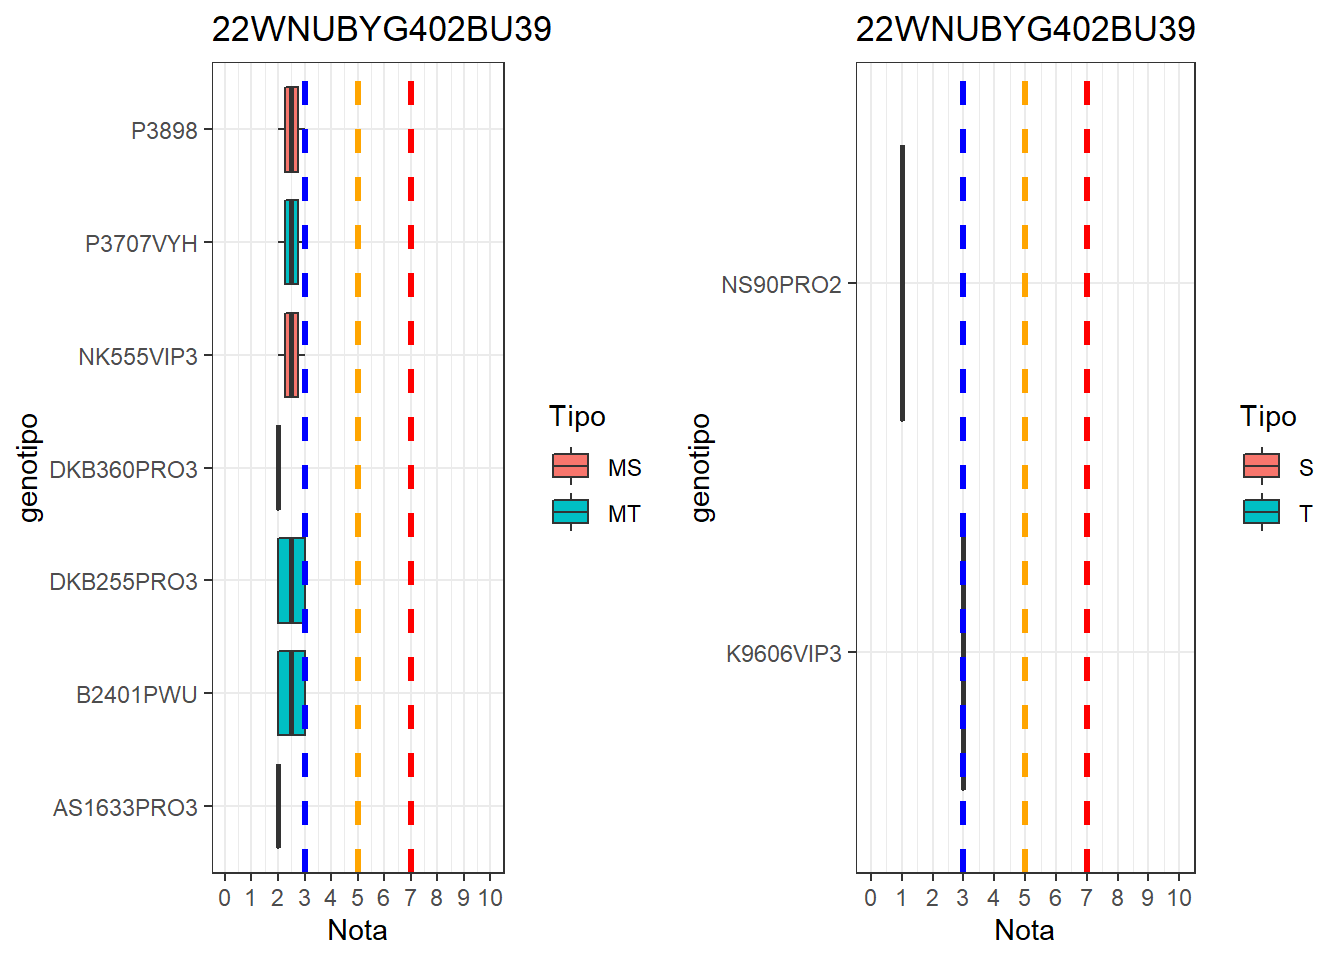 22WNUBYG402BU39
P3898
P3707VYH
NK555VIP3
DKB360PRO3
DKB255PRO3
B2401PWU
AS1633PRO3
genotipo
0 1 2 3 4 5 6 7 8 9 10
Nota
Tipo
MS
MT
22WNUBYG402BU39
NS90PRO2
K9606VIP3
genotipo
0 1 2 3 4 5 6 7 8 9 10
Nota
Tipo
S
T